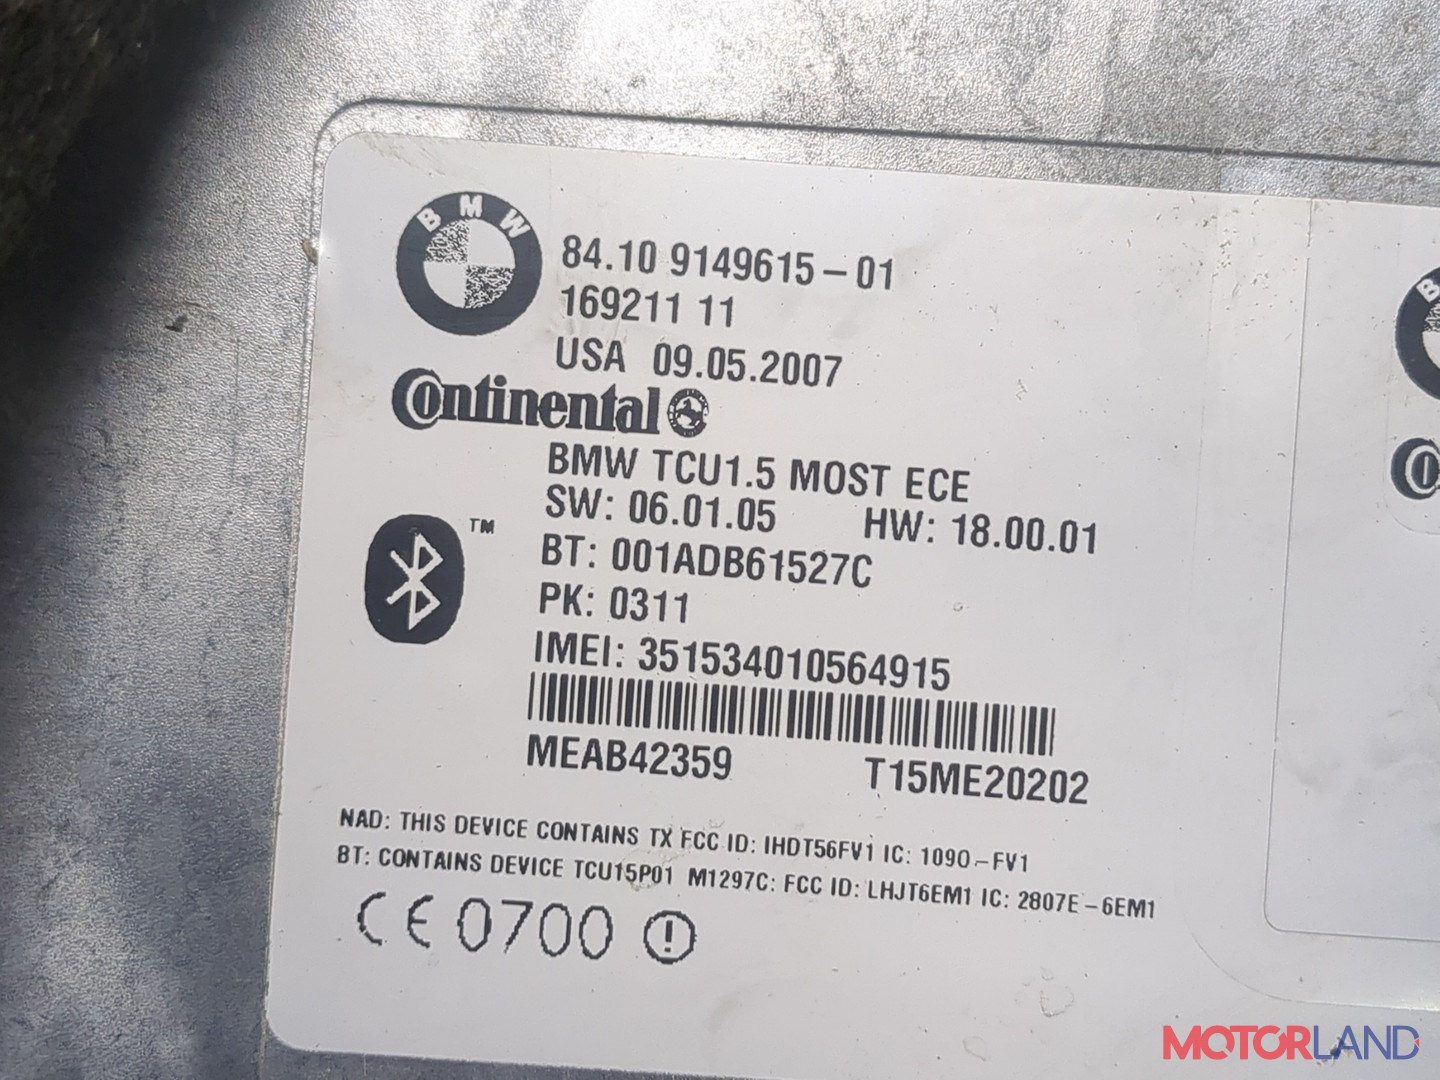 BMW
84.10 9149615-01
169211 11
USA 09.05.2007
Continental
BMW TCU1.5 MOST ECE
SW: 06.01.05 HW: 18.00.01
TM
BT: 001ADB61527C
PK: 0311
IMEI: 351534010564915
MEAB42359 T15ME20202
NAD: THIS DEVICE CONTAINS TX FCC ID: IHDT56FV1 IC: 1090-FV1
BT: CONTAINS DEVICE TCU15P01 M1297C: FCC ID: LHJT6EM1 IC: 2807E-6EM1
CE 0700 !
MOTORLAND